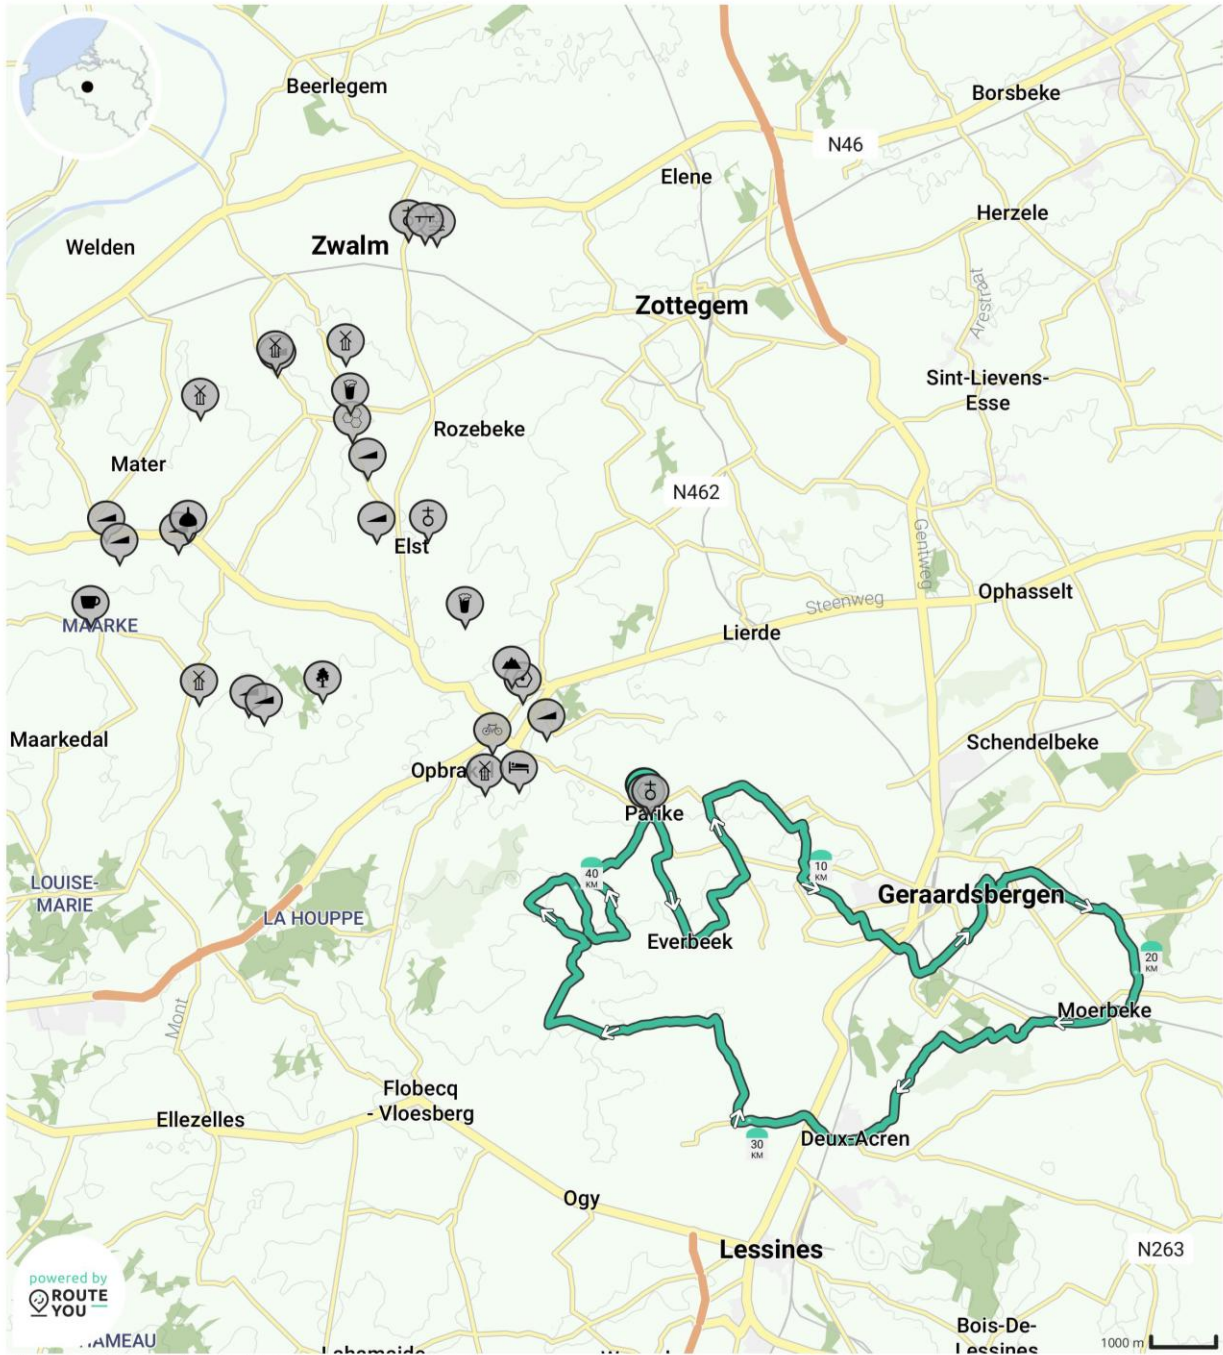 Beerlegem
Borsbeke
N46
Elene
Herzele
Welden
Zwalm
Arestraat
Zottegem
Sint-Lievens-
Esse
Rozebeke
Mater
N462
Elst
Gentweg
Ophasselt
Steenweg
MAARKE
Lierde
Maarkedal
Schendelbeke
Opbra
Parike
10
KM
40
KM
LOUISE-
MARIE
Geraardsbergen
LA HOUPPE
Everbeek
20
KM
Mont
Moerbeke
Flobecq
- Vloesberg
Ellezelles
Deux-Acren
30
KM
Ogy
Lessines
N263
powered by
ROUTE
YOU
HAMEAU
Bois-De-
Lessines
1000 m